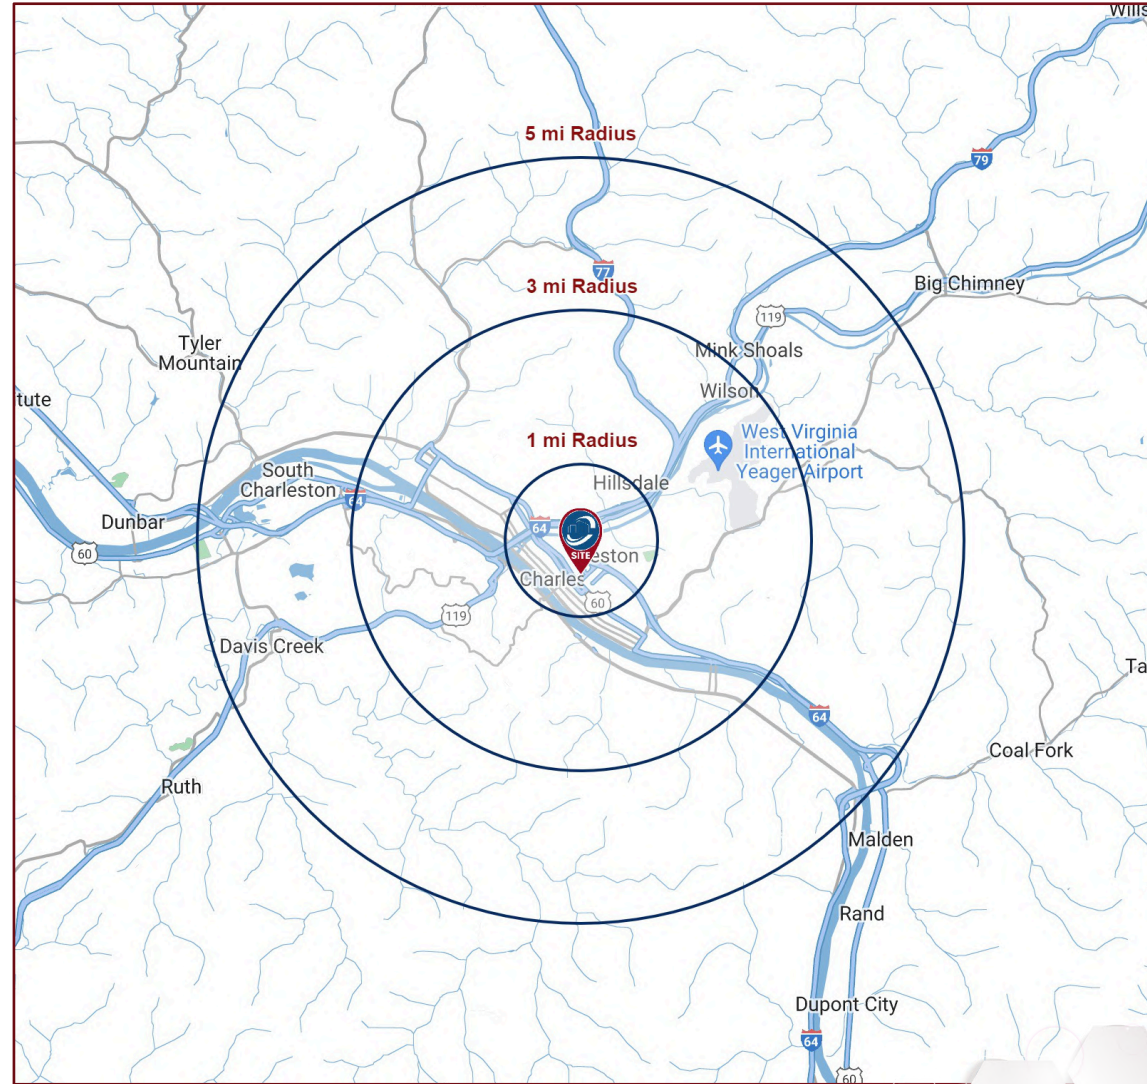 Wills
5 mi Radius
79
77
3 mi Radius
Big Chimney
119
Tyler
Mountain
Mink Shoals
Wilson
tute
1 mi Radius
West Virginia
International
Yeager Airport
South
Charleston
Hillsdale
64
Dunbar
64
60
SITE
eston
Charles
60
119
Davis Creek
Ta
64
Coal Fork
Ruth
Malden
Rand
Dupont City
64
60